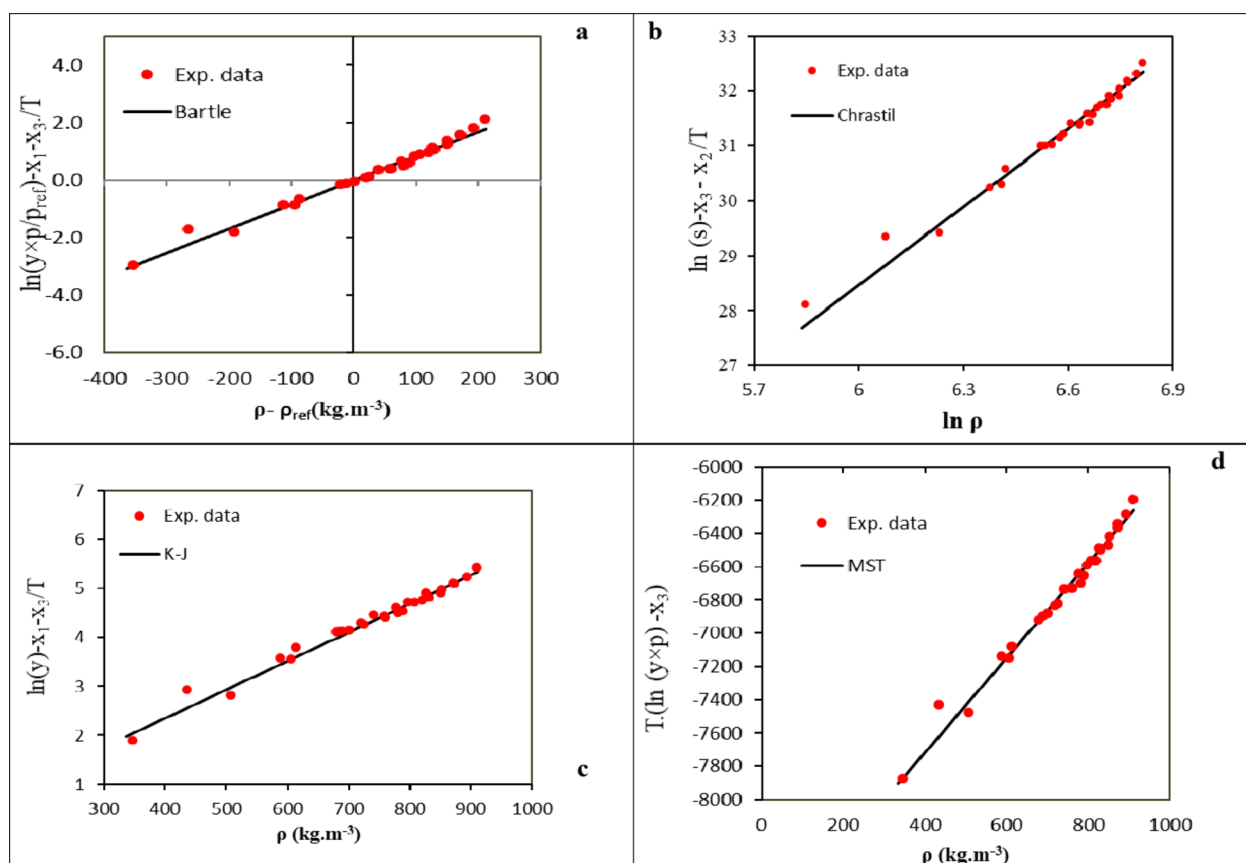 a
4.0
2.0
0.0
-2.0
-4.0
-6.0
Exp. data
Bartle
ln(y×p/p_ref)-x₁-x₃./T
-400 -300 -200 -100 0 100 200 300
ρ- ρ_ref(kg.m⁻³)
b
33
32
31
30
29
28
27
Exp. data
Chrastil
ln (s)-x₃ - x₂/T
5.7 6 6.3 6.6 6.9
ln ρ
7
6
5
4
3
2
1
Exp. data
K-J
ln(y)-x₁-x₃/T
300 400 500 600 700 800 900 1000
ρ (kg.m⁻³)
c
d
-6000
-6200
-6400
-6600
-6800
-7000
-7200
-7400
-7600
-7800
-8000
Exp. data
MST
T.(ln (y×p) -x₃)
0 200 400 600 800 1000
ρ (kg.m⁻³)